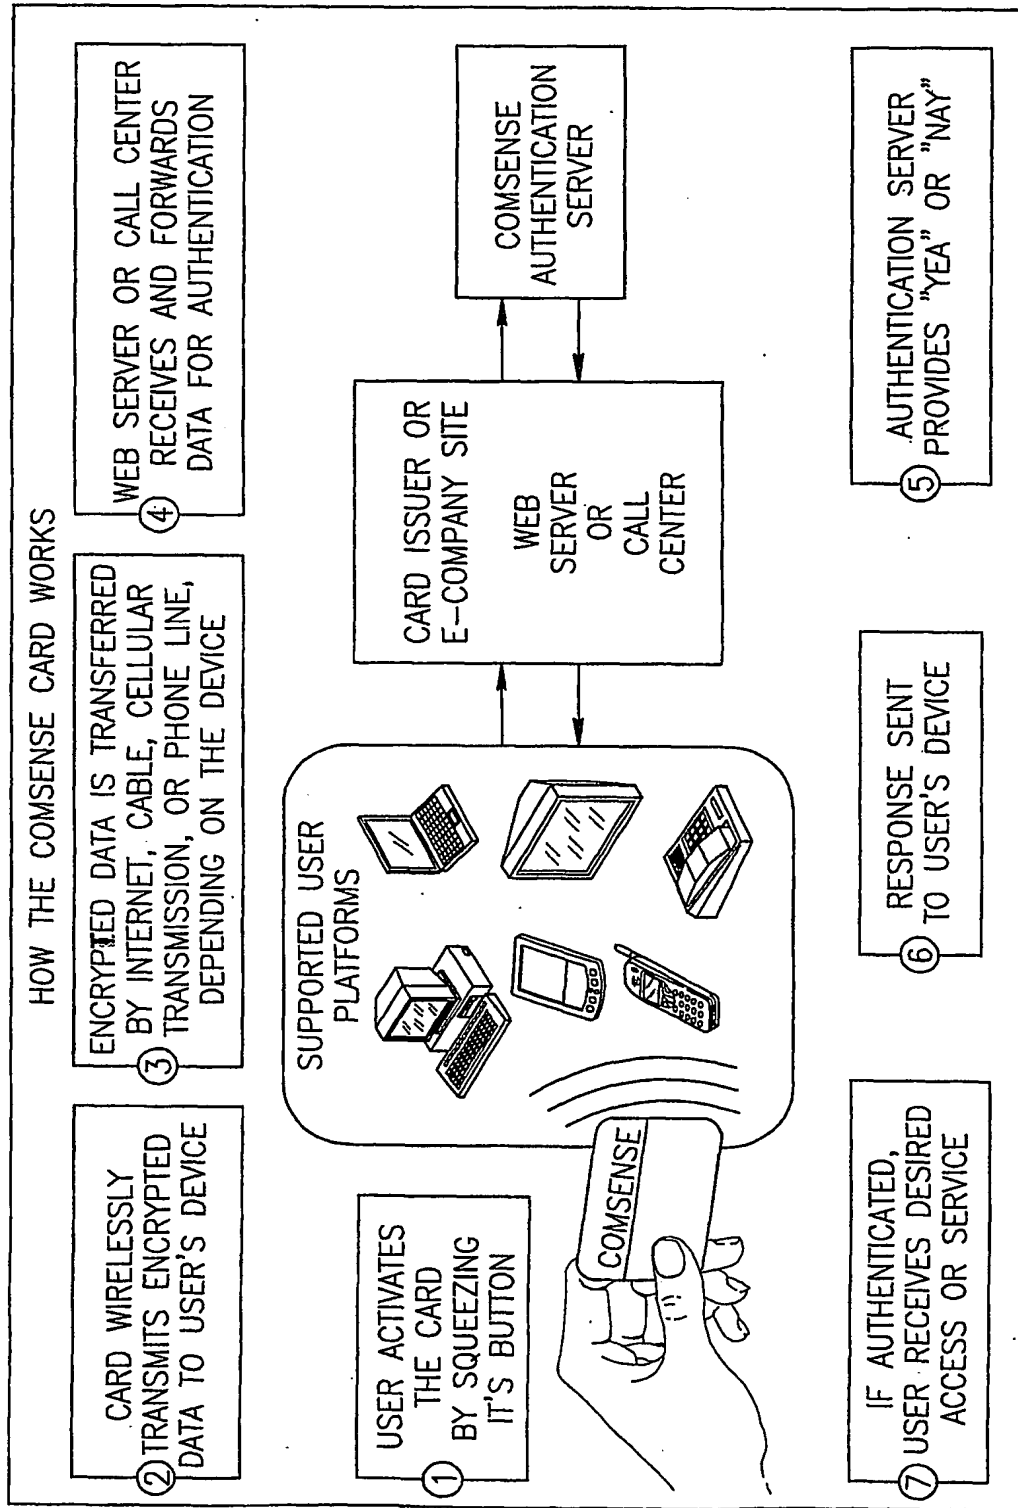 HOW THE COMSENSE CARD WORKS
② CARD WIRELESSLY
TRANSMITS ENCRYPTED
DATA TO USER'S DEVICE
③ ENCRYPTED DATA IS TRANSFERRED
BY INTERNET, CABLE, CELLULAR
TRANSMISSION, OR PHONE LINE,
DEPENDING ON THE DEVICE
④ WEB SERVER OR CALL CENTER
RECEIVES AND FORWARDS
DATA FOR AUTHENTICATION
① USER ACTIVATES
THE CARD
BY SQUEEZING
IT'S BUTTON
COMSENSE
SUPPORTED USER
PLATFORMS
CARD ISSUER OR
E-COMPANY SITE
WEB
SERVER
OR
CALL
CENTER
COMSENSE
AUTHENTICATION
SERVER
⑦ IF AUTHENTICATED,
USER RECEIVES DESIRED
ACCESS OR SERVICE
⑥ RESPONSE SENT
TO USER'S DEVICE
⑤ AUTHENTICATION SERVER
PROVIDES "YEA" OR "NAY"